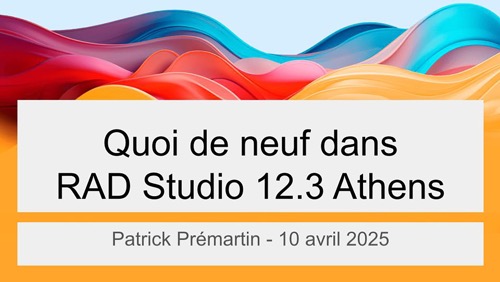 Quoi de neuf dans
RAD Studio 12.3 Athens
Patrick Prémartin - 10 avril 2025